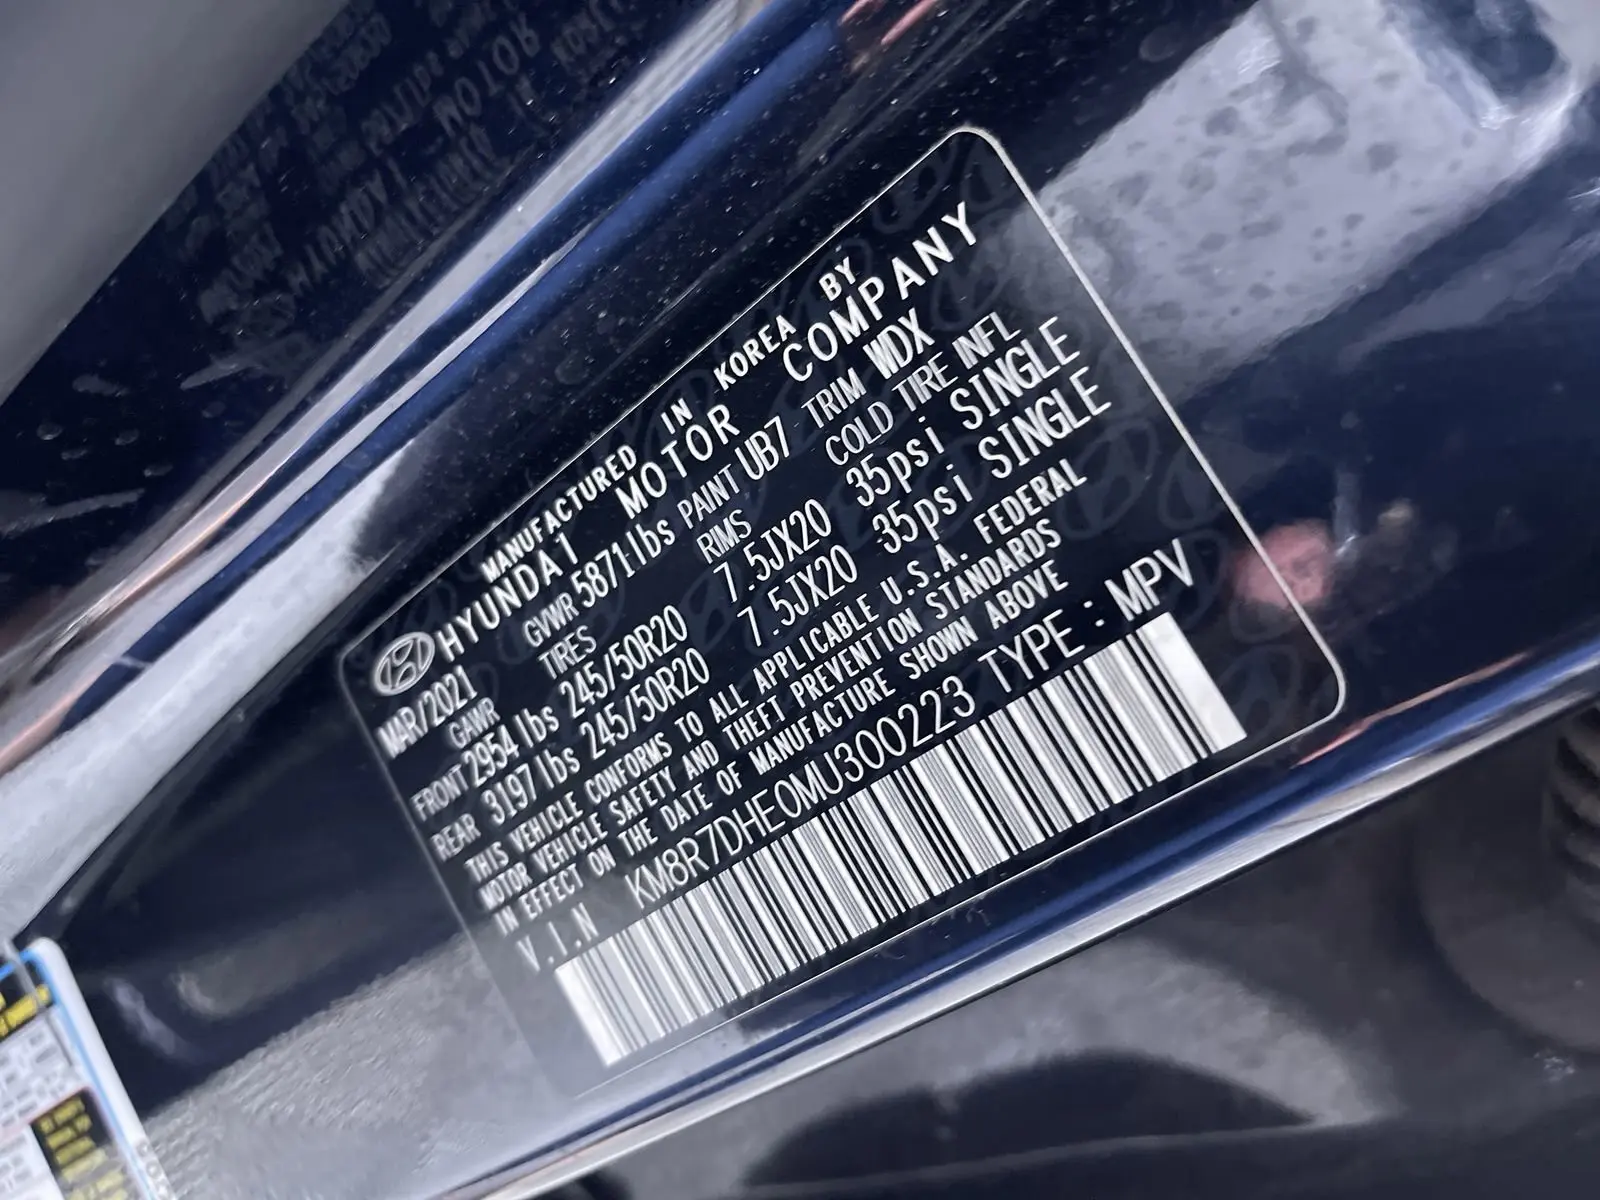 MANUFACTURED IN KOREA BY
HYUNDAI MOTOR COMPANY
MAR/2021 GVWR 5871lbs PAINT UB7 TRIM WDX
GAWR TIRES RIMS COLD TIRE INFL
FRONT 2954lbs 245/50R20 7.5JX20 35psi SINGLE
REAR 3197lbs 245/50R20 7.5JX20 35psi SINGLE
THIS VEHICLE CONFORMS TO ALL APPLICABLE U.S.A. FEDERAL
MOTOR VEHICLE SAFETY AND THEFT PREVENTION STANDARDS
IN EFFECT ON THE DATE OF MANUFACTURE SHOWN ABOVE
V.I.N KM8R7DHE0MU300223 TYPE : MPV